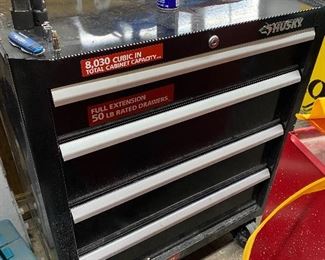 HUSKY
8,030 CUBIC IN
TOTAL CABINET CAPACITY...
FULL EXTENSION
50 LB RATED DRAWERS...